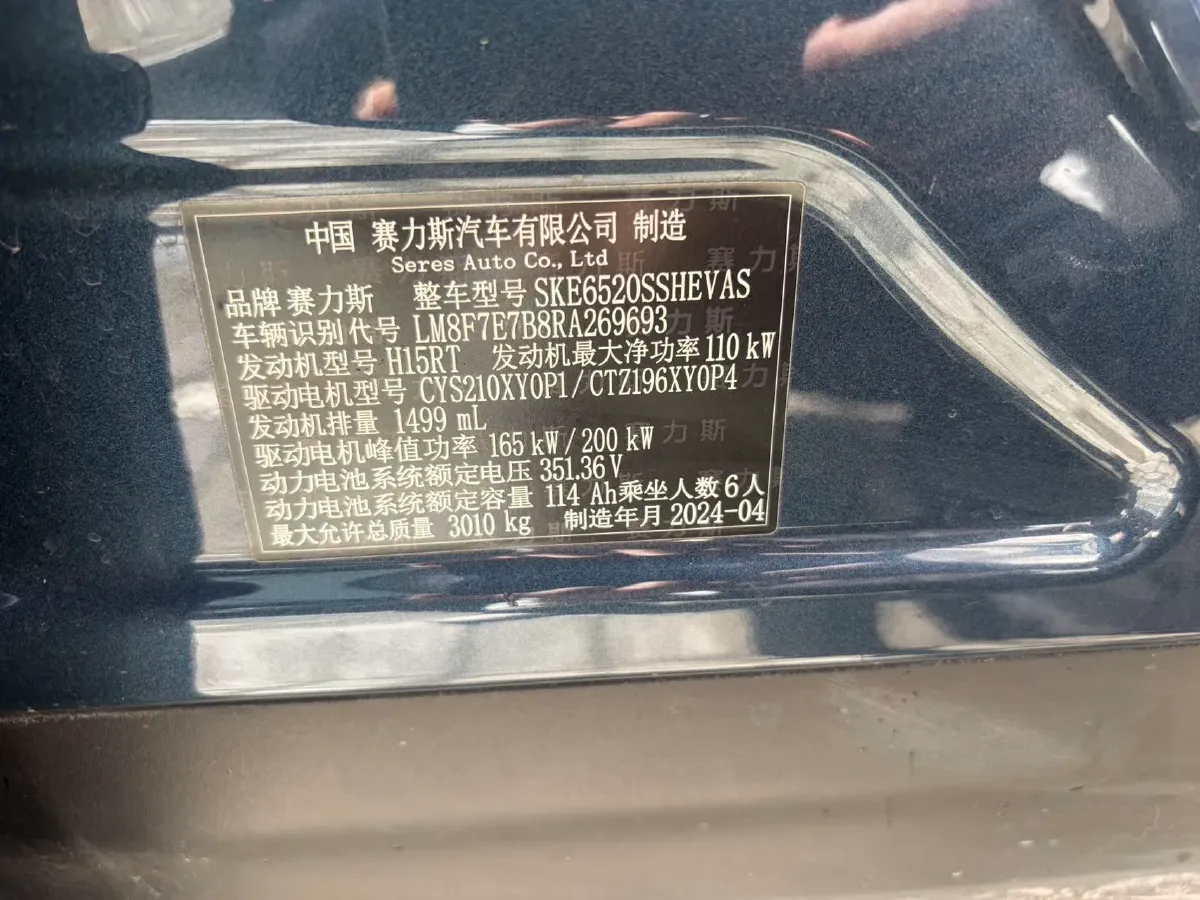 中国 赛力斯汽车有限公司 制造
Seres Auto Co., Ltd
品牌 赛力斯 整车型号 SKE6520SSHEVAS
车辆识别代号 LM8F7E7B8RA269693
发动机型号 H15RT 发动机最大净功率 110 kW
驱动电机型号 CYS210XY0P1/CTZ196XY0P4
发动机排量 1499 mL
驱动电机峰值功率 165 kW/200 kW
动力电池系统额定电压 351.36 V
动力电池系统额定容量 114 Ah 乘坐人数 6人
最大允许总质量 3010 kg 制造年月 2024-04